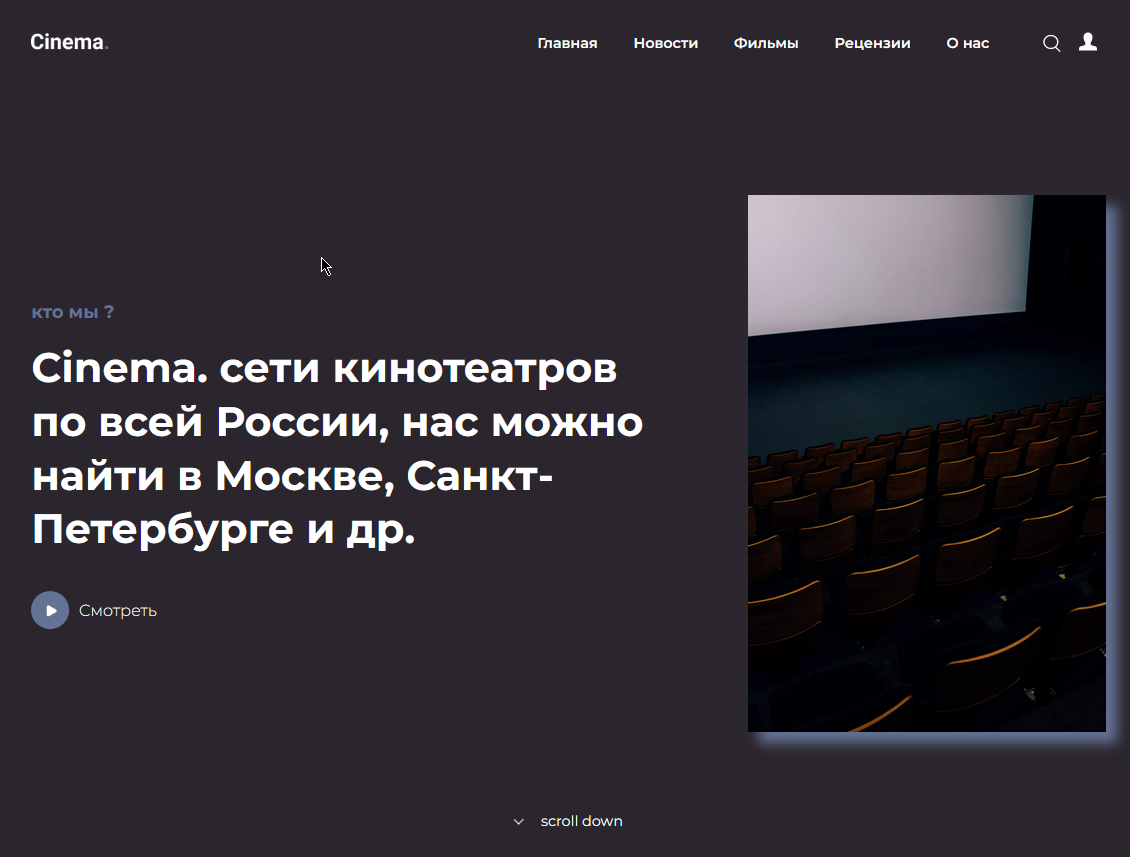 Cinema.
Главная Новости Фильмы Рецензии О нас
кто мы ?
Cinema. сети кинотеатров
по всей России, нас можно
найти в Москве, Санкт-
Петербурге и др.
Смотреть
scroll down